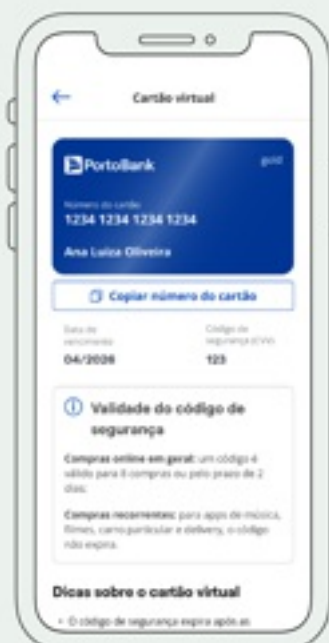 Cartão virtual
PortoBank
gold
Número do cartão
1234 1234 1234 1234
Ana Luiza Oliveira
Copiar número do cartão
Data de
vencimento
04/2026
Código de
segurança (CVV)
123
Validade do código de
segurança
Compras online em geral: um código é
válido para 8 compras ou pelo prazo de 2
dias;
Compras recorrentes: para apps de música,
filmes, carro particular e delivery, o código
não expira.
Dicas sobre o cartão virtual
• O código de segurança expira após as